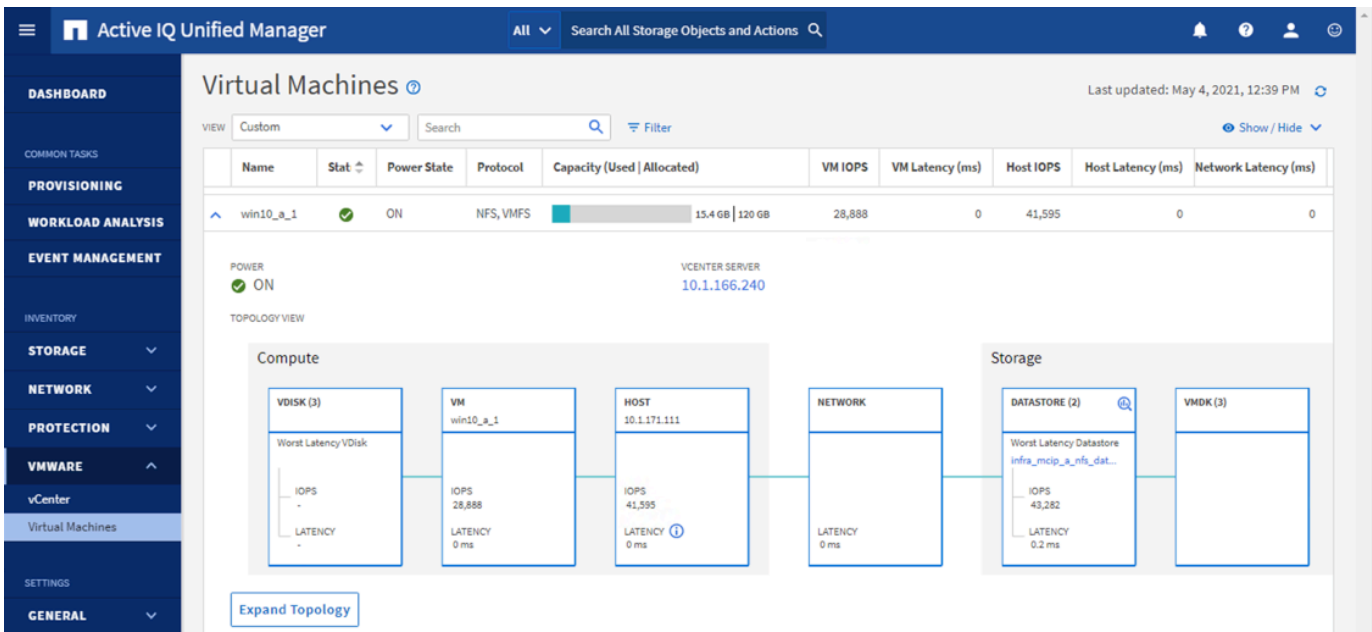 Active IQ Unified Manager
All
Search All Storage Objects and Actions
DASHBOARD
COMMON TASKS
PROVISIONING
WORKLOAD ANALYSIS
EVENT MANAGEMENT
INVENTORY
STORAGE
NETWORK
PROTECTION
VMWARE
vCenter
Virtual Machines
SETTINGS
GENERAL
Virtual Machines
Last updated: May 4, 2021, 12:39 PM
VIEW Custom Search Filter Show / Hide
Name Stat Power State Protocol Capacity (Used | Allocated) VM IOPS VM Latency (ms) Host IOPS Host Latency (ms) Network Latency (ms)
win10_a_1 ON NFS, VMFS 15.4 GB | 120 GB 28,888 0 41,595 0 0
POWER
ON
VCENTER SERVER
10.1.166.240
TOPOLOGY VIEW
Compute
VDISK (3)
Worst Latency VDisk
IOPS
-
LATENCY
-
VM
win10_a_1
IOPS
28,888
LATENCY
0 ms
HOST
10.1.171.111
IOPS
41,595
LATENCY
0 ms
NETWORK
LATENCY
0 ms
Storage
DATASTORE (2)
Worst Latency Datastore
infra_mcip_a_nfs_dat...
IOPS
43,282
LATENCY
0.2 ms
VMDK (3)
Expand Topology